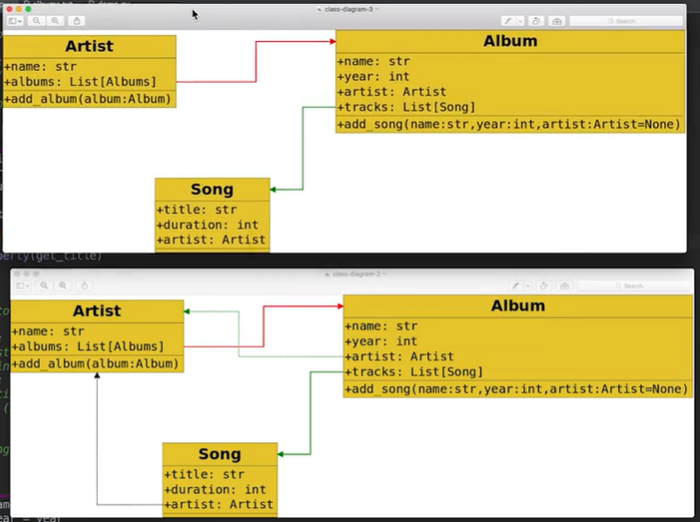 class-diagram-3
Search
Artist
+name: str
+albums: List[Albums]
+add_album(album:Album)
Album
+name: str
+year: int
+artist: Artist
+tracks: List[Song]
+add_song(name:str,year:int,artist:Artist=None)
Song
+title: str
+duration: int
+artist: Artist
(get_title)
class-diagram-2
Search
Artist
+name: str
+albums: List[Albums]
+add_album(album:Album)
Album
+name: str
+year: int
+artist: Artist
+tracks: List[Song]
+add_song(name:str,year:int,artist:Artist=None)
Song
+title: str
+duration: int
+artist: Artist
= year